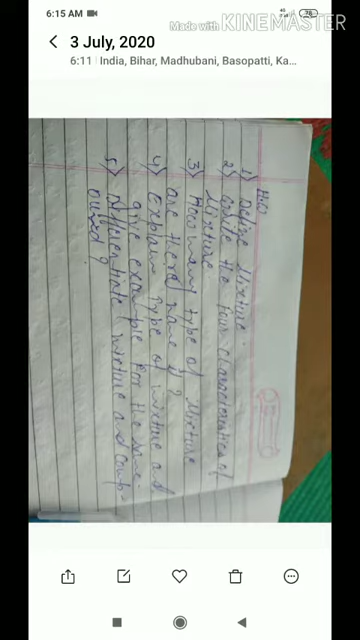 6:15 AM
4G
78
Made with KINEMASTER
3 July, 2020
6:11 India, Bihar, Madhubani, Basopatti, Ka...
H.W
1) Define Mixture.
2) Write the four characteristics of
Mixture
3) How many type of Mixture
are there? name it?
4) Explain type of mixture and
give example for the same.
5) Differentiate mixture and comp-
ound?